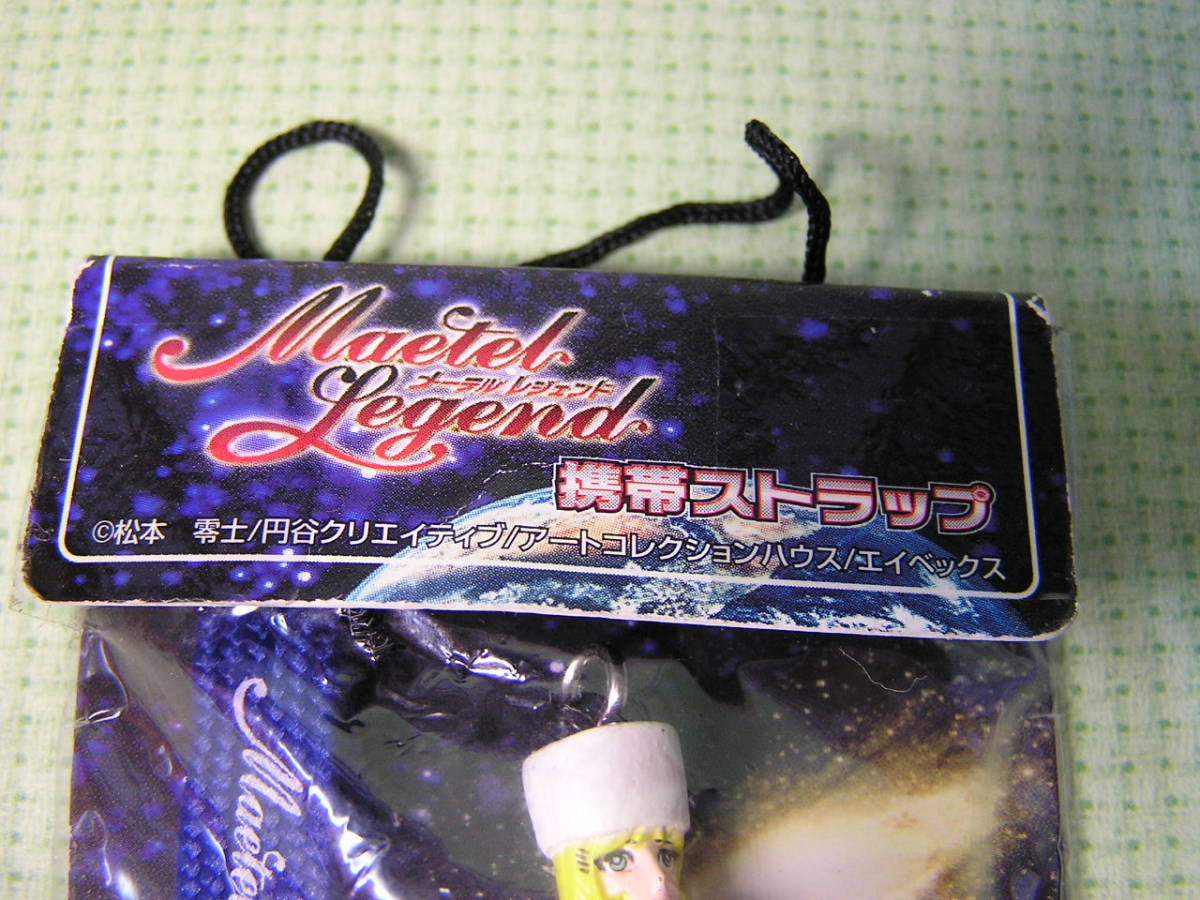 Maetel
メーテル レジェンド
Legend
携帯ストラップ
©松本 零士/円谷クリエイティブ/アートコレクションハウス/エイベックス
Maetel